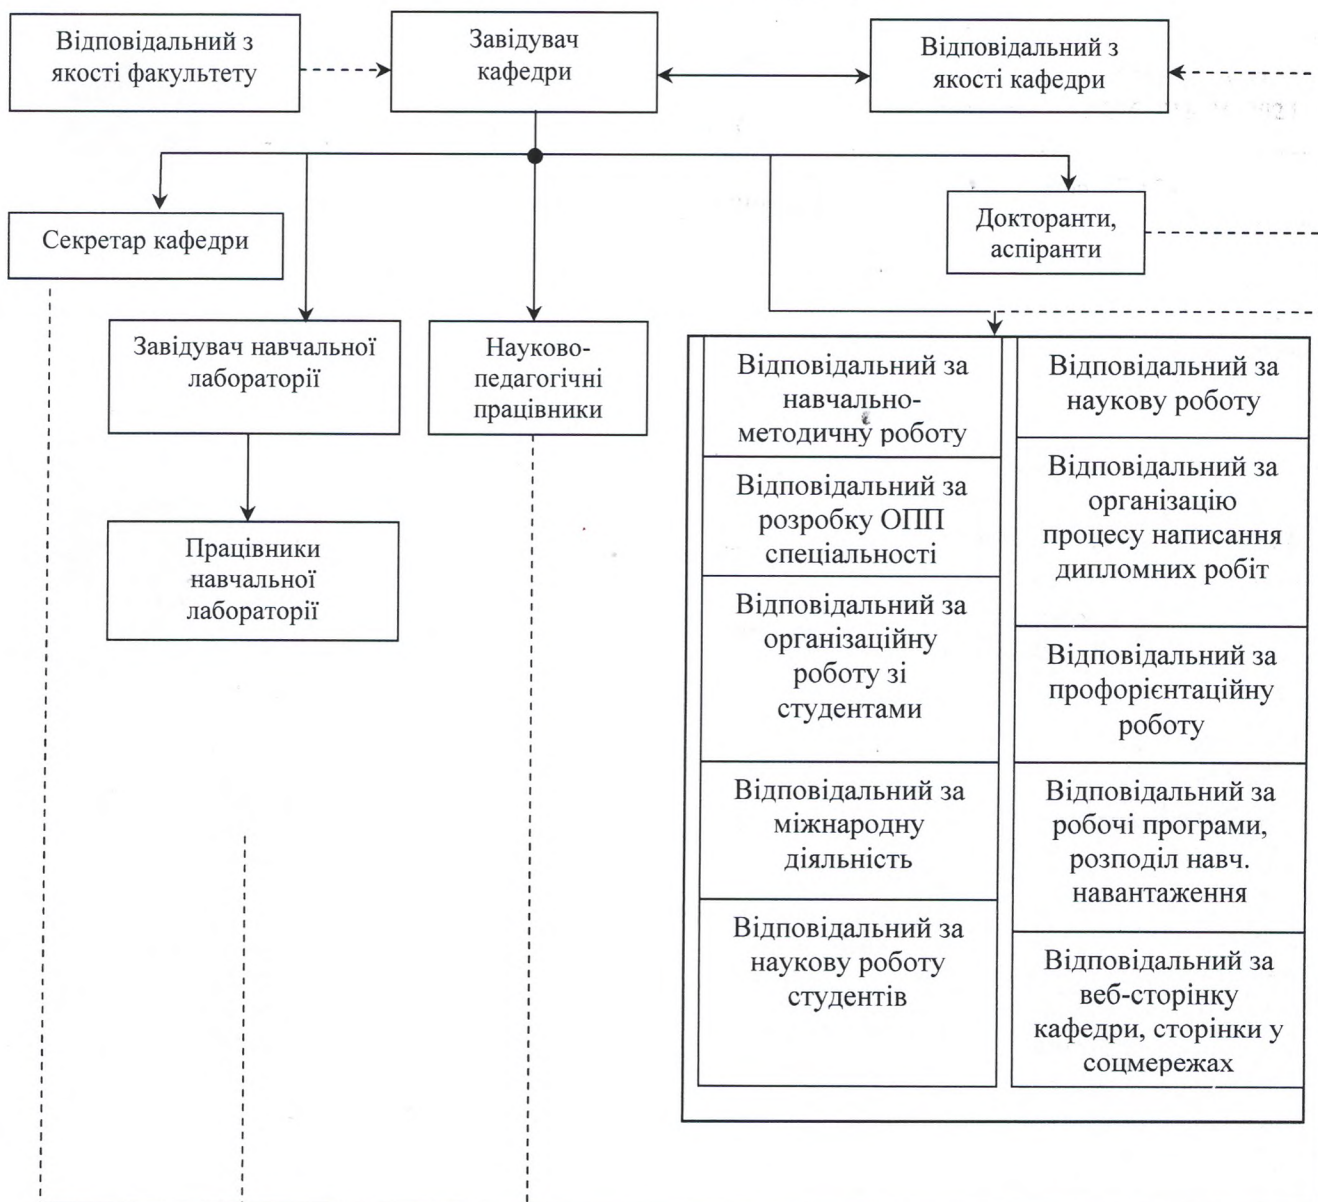 Відповідальний з
якості факультету
Завідувач
кафедри
Відповідальний з
якості кафедри
Секретар кафедри
Докторанти,
аспіранти
Завідувач навчальної
лабораторії
Науково-
педагогічні
працівники
Працівники
навчальної
лабораторії
Відповідальний за
навчально-
методичну роботу
Відповідальний за
розробку ОПП
спеціальності
Відповідальний за
організаційну
роботу зі
студентами
Відповідальний за
міжнародну
діяльність
Відповідальний за
наукову роботу
студентів
Відповідальний за
наукову роботу
Відповідальний за
організацію
процесу написання
дипломних робіт
Відповідальний за
профорієнтаційну
роботу
Відповідальний за
робочі програми,
розподіл навч.
навантаження
Відповідальний за
веб-сторінку
кафедри, сторінки у
соцмережах